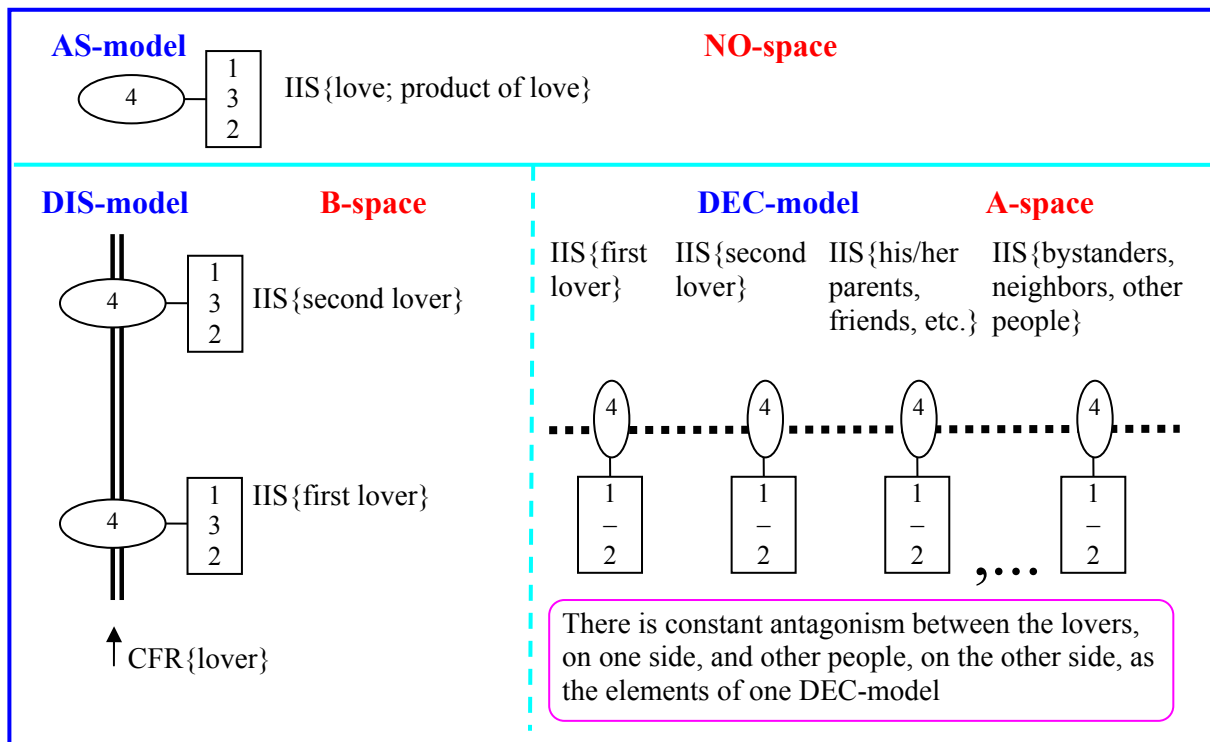 AS-model
NO-space
4
1
3
2
IIS{love; product of love}
DIS-model
B-space
4
1
3
2
IIS{second lover}
4
1
3
2
IIS{first lover}
CFR{lover}
DEC-model
A-space
IIS{first
lover}
IIS{second
lover}
IIS{his/her
parents,
friends, etc.}
IIS{bystanders,
neighbors, other
people}
4
4
4
4
1
–
2
1
–
2
1
–
2
,...
1
–
2
There is constant antagonism between the lovers,
on one side, and other people, on the other side, as
the elements of one DEC-model